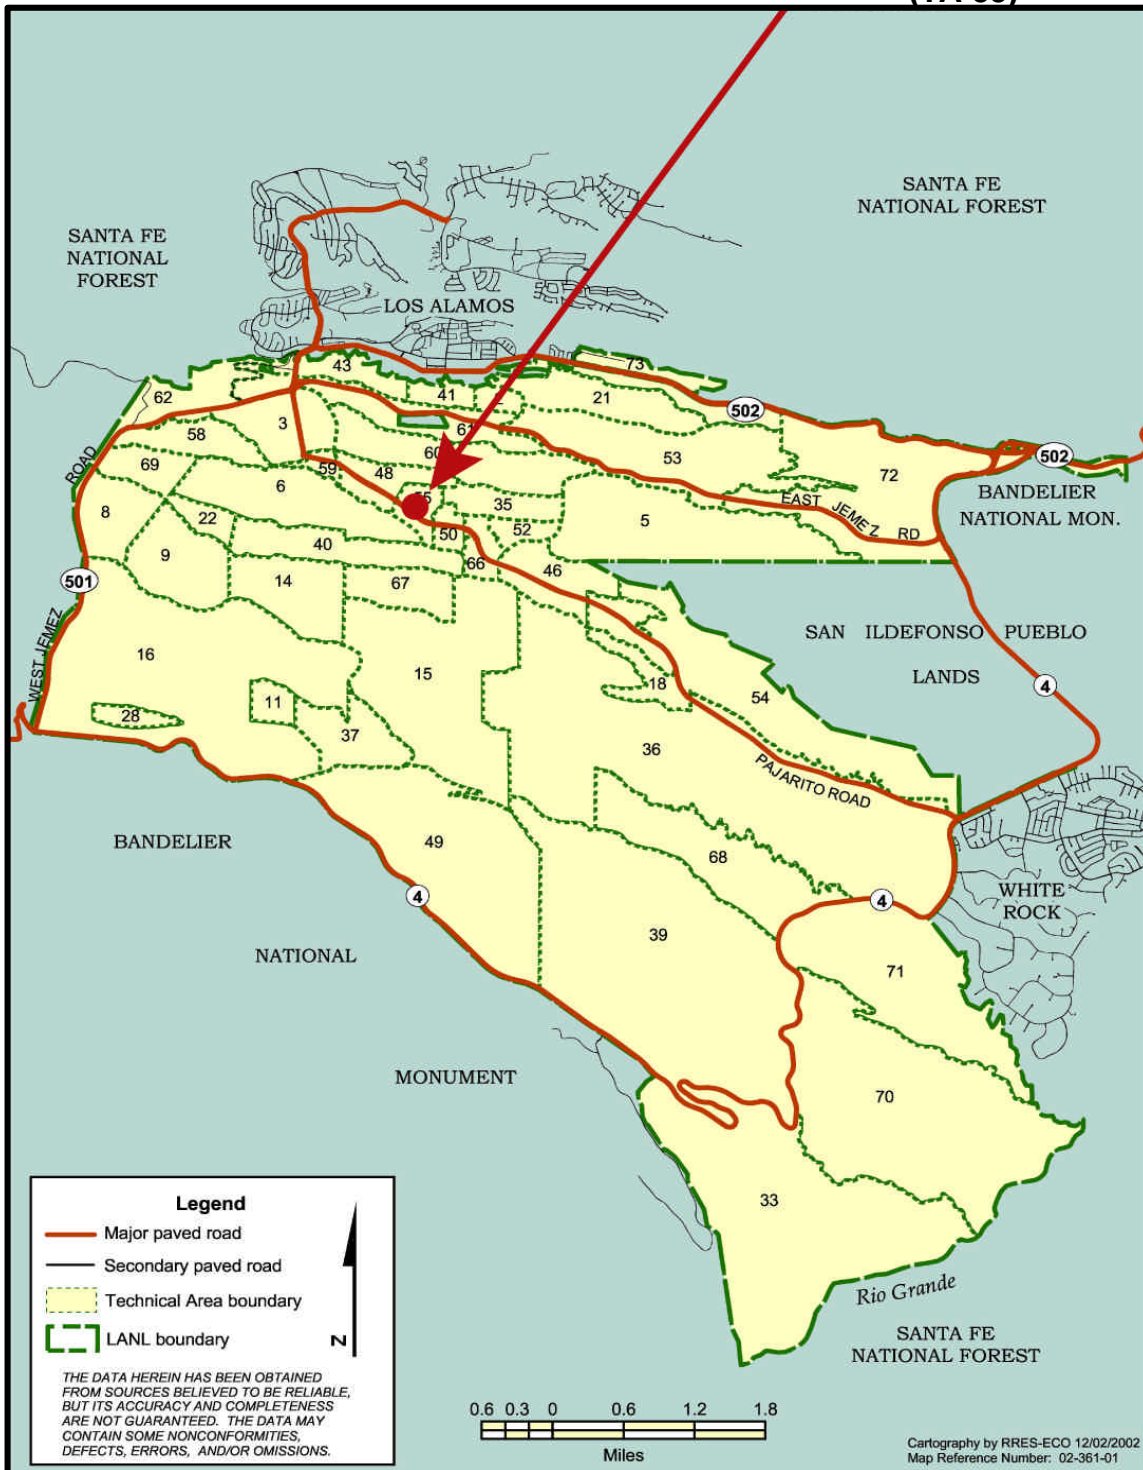 SANTA FE
NATIONAL FOREST
SANTA FE
NATIONAL
FOREST
LOS ALAMOS
43
73
62
41
21
502
3
61
58
60
53
502
59
48
72
69
6
55
35
EAST JEMEZ RD
BANDELIER
NATIONAL MON.
ROAD
8
22
50
52
5
40
9
66
46
501
14
67
WEST JEMEZ
SAN ILDEFONSO PUEBLO
LANDS
16
15
18
4
54
11
28
37
36
PAJARITO ROAD
BANDELIER
49
68
4
4
WHITE
ROCK
39
NATIONAL
71
MONUMENT
70
33
Rio Grande
SANTA FE
NATIONAL FOREST
Legend
Major paved road
Secondary paved road
Technical Area boundary
LANL boundary
N
THE DATA HEREIN HAS BEEN OBTAINED
FROM SOURCES BELIEVED TO BE RELIABLE,
BUT ITS ACCURACY AND COMPLETENESS
ARE NOT GUARANTEED. THE DATA MAY
CONTAIN SOME NONCONFORMITIES,
DEFECTS, ERRORS, AND/OR OMISSIONS.
0.6 0.3 0 0.6 1.2 1.8
Miles
Cartography by RRES-ECO 12/02/2002
Map Reference Number: 02-361-01